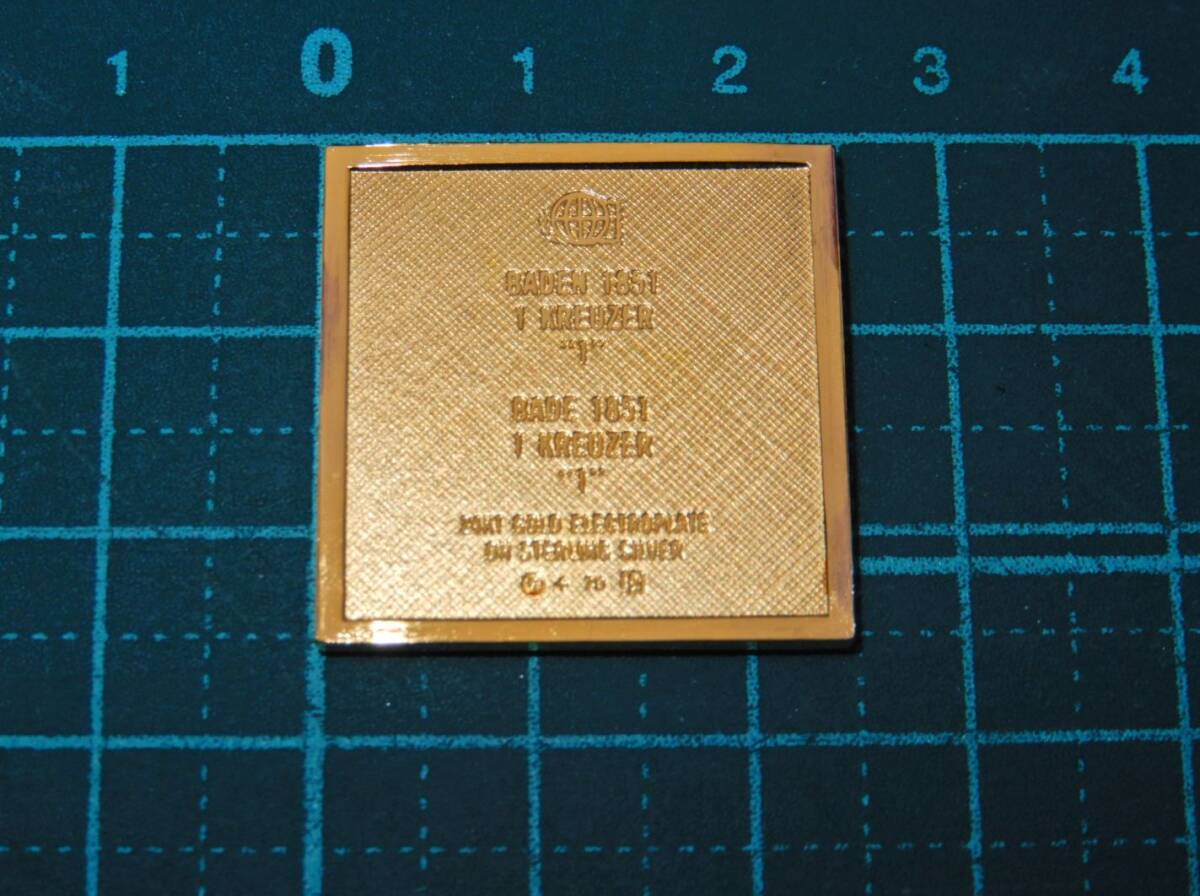 1 0 1 2 3 4
BADEN 1851
1 KREUZER
"1"
BADE 1851
1 KREUZER
"1"
24KT GOLD ELECTROPLATE
ON STERLING SILVER